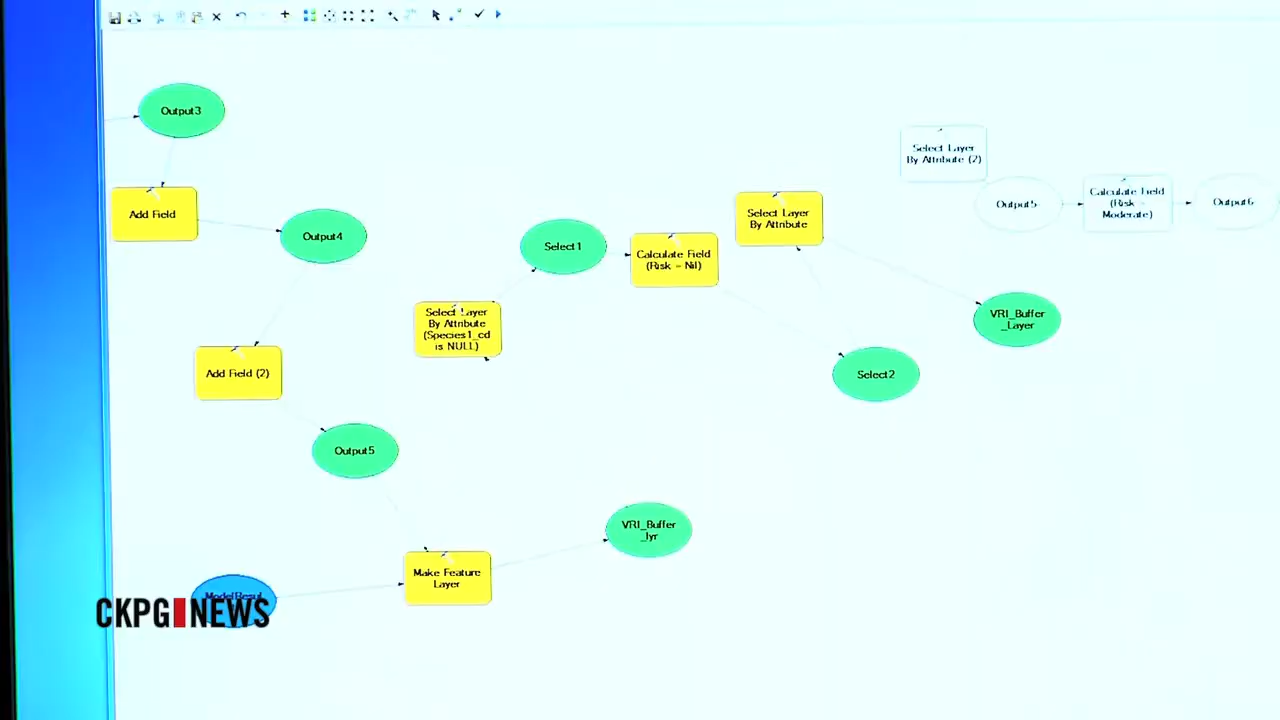 Output3
Add Field
Output4
Add Field (2)
Output5
Make Feature
Layer
VRI_Buffer
_lyr
Select Layer
By Attribute
(Species1_cd
is NULL)
Select1
Calculate Field
(Risk - Nil)
Select2
Select Layer
By Attribute
VRI_Buffer
_Layer
Select Layer
By Attribute (2)
Output5
Calculate Field
(Risk -
Moderate)
Output6
CKPG NEWS